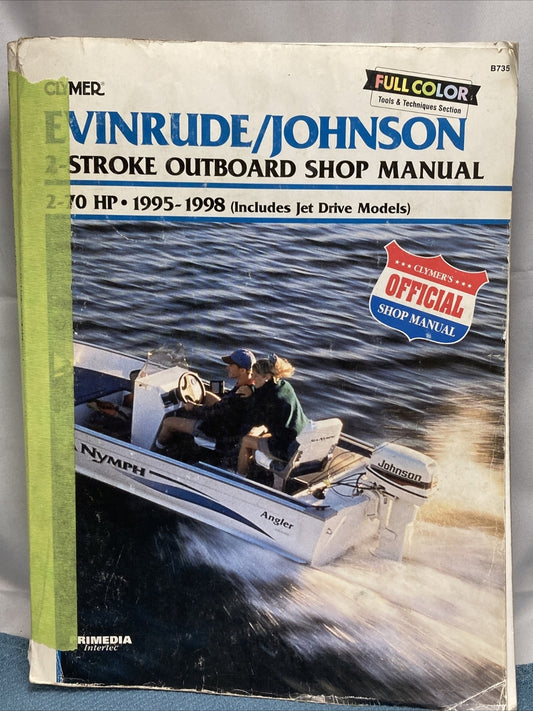 B735
CLYMER®
FULL COLOR
Tools & Techniques Section
EVINRUDE/JOHNSON
2-STROKE OUTBOARD SHOP MANUAL
2-70 HP • 1995-1998 (Includes Jet Drive Models)
CLYMER'S
OFFICIAL
SHOP MANUAL
Johnson
NYMPH
Angler
PRIMEDIA
Intertec